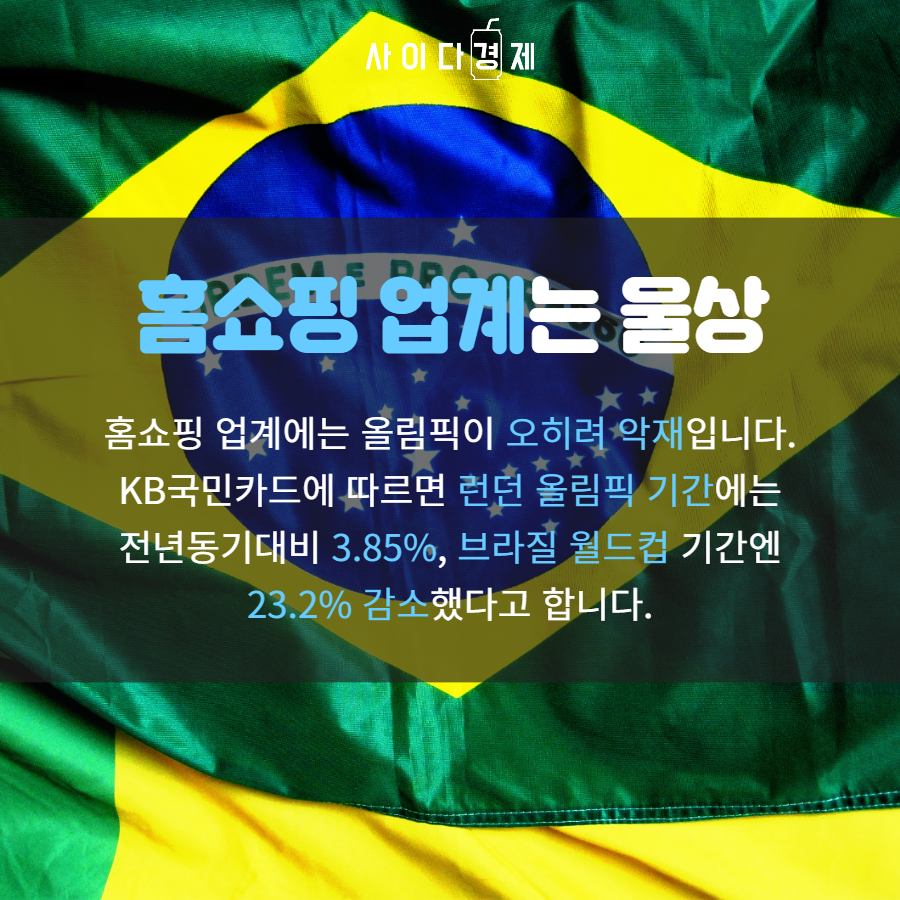 사이다경제
ORDEM E PROGRESSO
홈쇼핑 업계는 울상
홈쇼핑 업계에는 올림픽이 오히려 악재입니다.
KB국민카드에 따르면 런던 올림픽 기간에는
전년동기대비 3.85%, 브라질 월드컵 기간엔
23.2% 감소했다고 합니다.